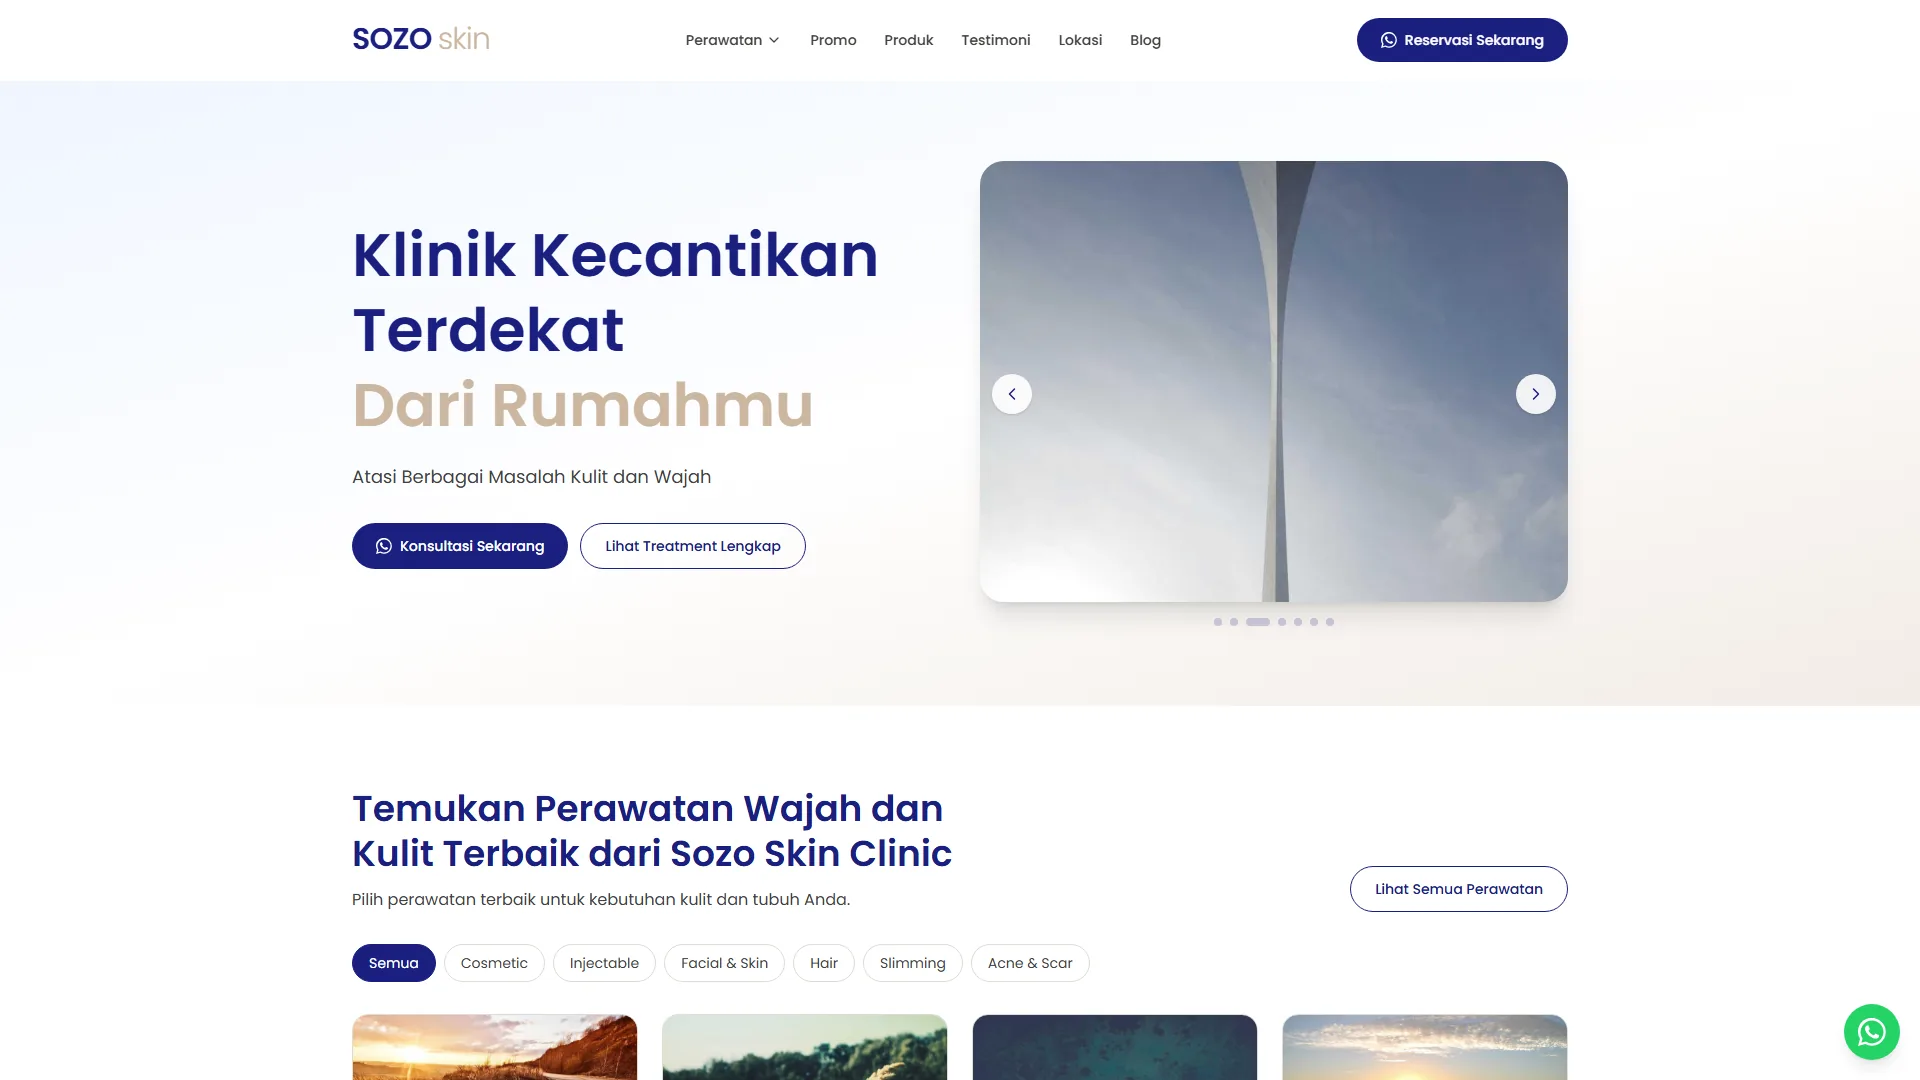 SOZO skin
Perawatan
Promo
Produk
Testimoni
Lokasi
Blog
Reservasi Sekarang
Klinik Kecantikan
Terdekat
Dari Rumahmu
Atasi Berbagai Masalah Kulit dan Wajah
Konsultasi Sekarang
Lihat Treatment Lengkap
Temukan Perawatan Wajah dan
Kulit Terbaik dari Sozo Skin Clinic
Pilih perawatan terbaik untuk kebutuhan kulit dan tubuh Anda.
Lihat Semua Perawatan
Semua
Cosmetic
Injectable
Facial & Skin
Hair
Slimming
Acne & Scar